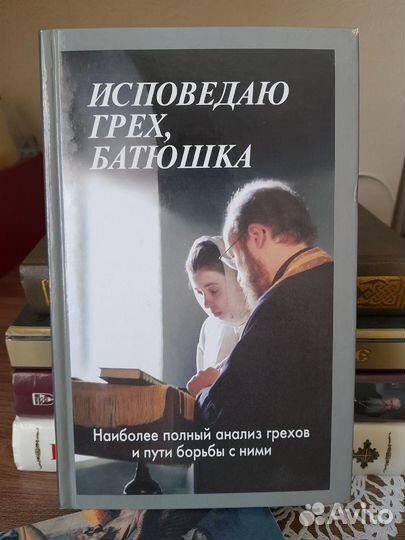 ИСПОВЕДАЮ
ГРЕХ,
БАТЮШКА
Наиболее полный анализ грехов
и пути борьбы с ними
Avito